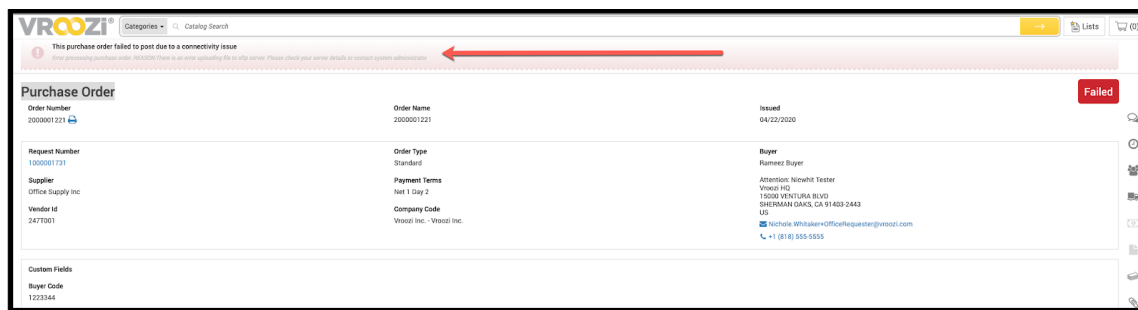 VROOZI®
Categories
Catalog Search
Lists
(0)
This purchase order failed to post due to a connectivity issue
Error processing purchase order. REASON:There is an error uploading file to sftp server. Please check your server details or contact system administrator.
Purchase Order
Failed
Order Number
Order Name
Issued
2000001221
2000001221
04/22/2020
Request Number
Order Type
Buyer
1000001731
Standard
Rameez Buyer
Supplier
Payment Terms
Attention: Nicwhit Tester
Office Supply Inc
Net 1 Day 2
Vroozi HQ
15000 VENTURA BLVD
Vendor Id
Company Code
SHERMAN OAKS, CA 91403-2443
247T001
Vroozi Inc. - Vroozi Inc.
US
Nichole.Whitaker+OfficeRequester@vroozi.com
+1 (818) 555-5555
Custom Fields
Buyer Code
1223344